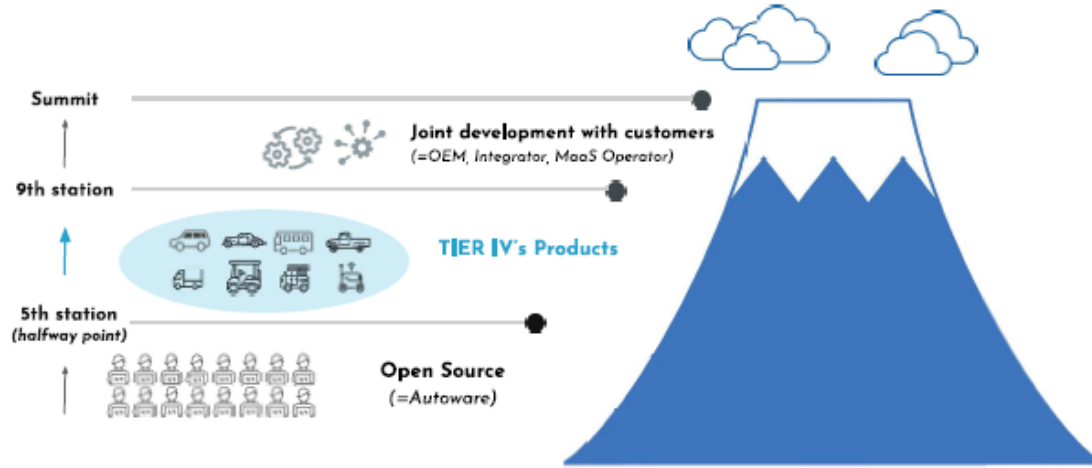 Summit
Joint development with customers
(=OEM, Integrator, MaaS Operator)
9th station
TIER IV's Products
5th station
(halfway point)
Open Source
(=Autoware)